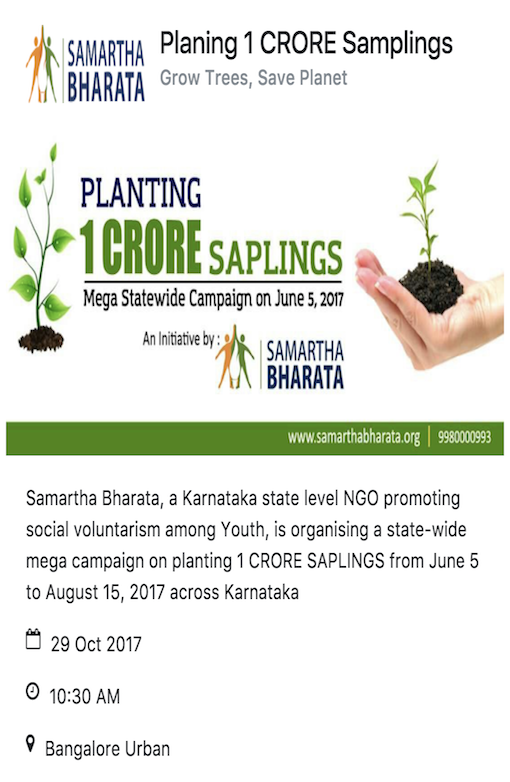 SAMARTHA
BHARATA
Planing 1 CRORE Samplings
Grow Trees, Save Planet
PLANTING
1 CRORE SAPLINGS
Mega Statewide Campaign on June 5, 2017
An Initiative by :
SAMARTHA
BHARATA
www.samarthabharata.org | 9980000993
Samartha Bharata, a Karnataka state level NGO promoting
social voluntarism among Youth, is organising a state-wide
mega campaign on planting 1 CRORE SAPLINGS from June 5
to August 15, 2017 across Karnataka
29 Oct 2017
10:30 AM
Bangalore Urban